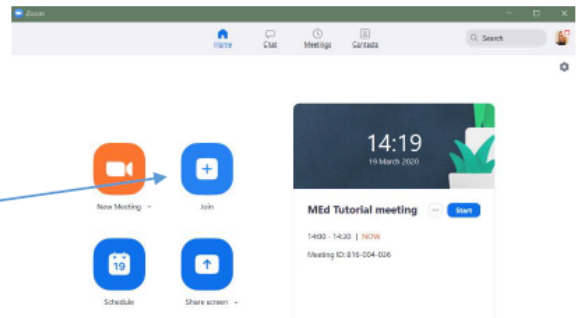 Zoom
Home Chat Meetings Contacts
Search
14:19
19 March 2020
New Meeting Join
MEd Tutorial meeting ... Start
14:00 - 14:30 | NOW
Meeting ID: 816-004-036
19
Schedule Share screen